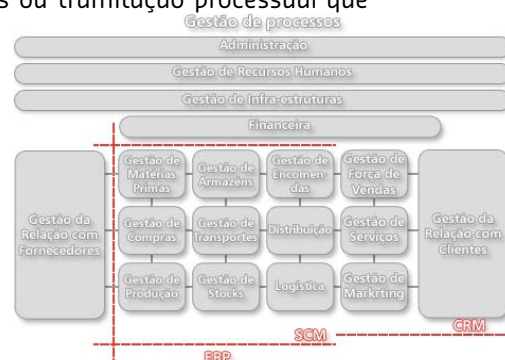 s ou tramitação processual que
Gestão de processos
Administração
Gestão de Recursos Humanos
Gestão de Infra-estruturas
Financeira
Gestão da
Relação com
Fornecedores
Gestão de
Matérias
Primas
Gestão de
Armazéns
Gestão de
Encomen-
das
Gestão de
Força de
Vendas
Gestão de
Compras
Gestão de
Transportes
Distribuição
Gestão de
Serviços
Gestão da
Relação com
Clientes
Gestão de
Produção
Gestão de
Stocks
Logística
Gestão de
Markrting
SCM
CRM
ERP